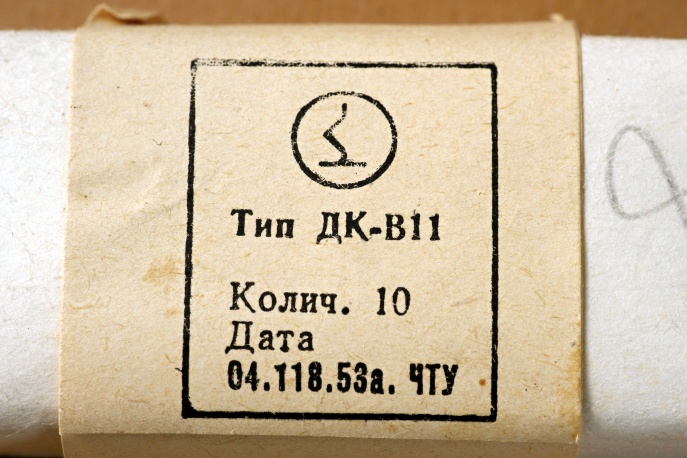 Тип ДК-В11
Колич. 10
Дата
04.118.53а. ЧТУ